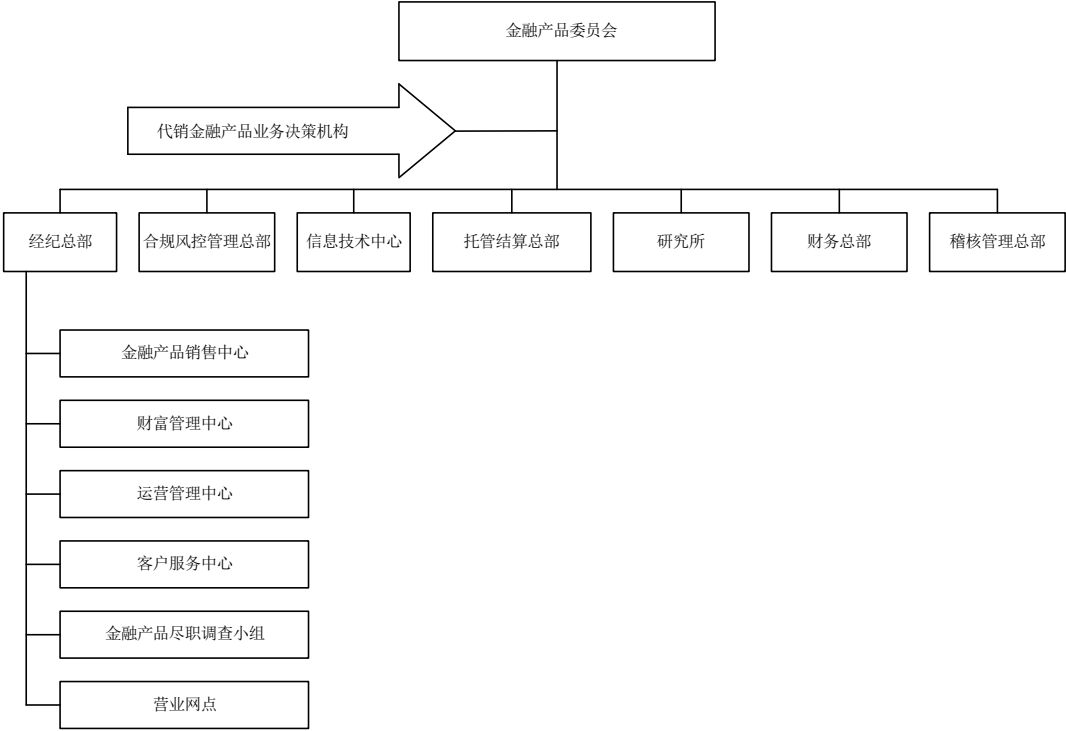 金融产品委员会
代销金融产品业务决策机构
经纪总部
合规风控管理总部
信息技术中心
托管结算总部
研究所
财务总部
稽核管理总部
金融产品销售中心
财富管理中心
运营管理中心
客户服务中心
金融产品尽职调查小组
营业网点